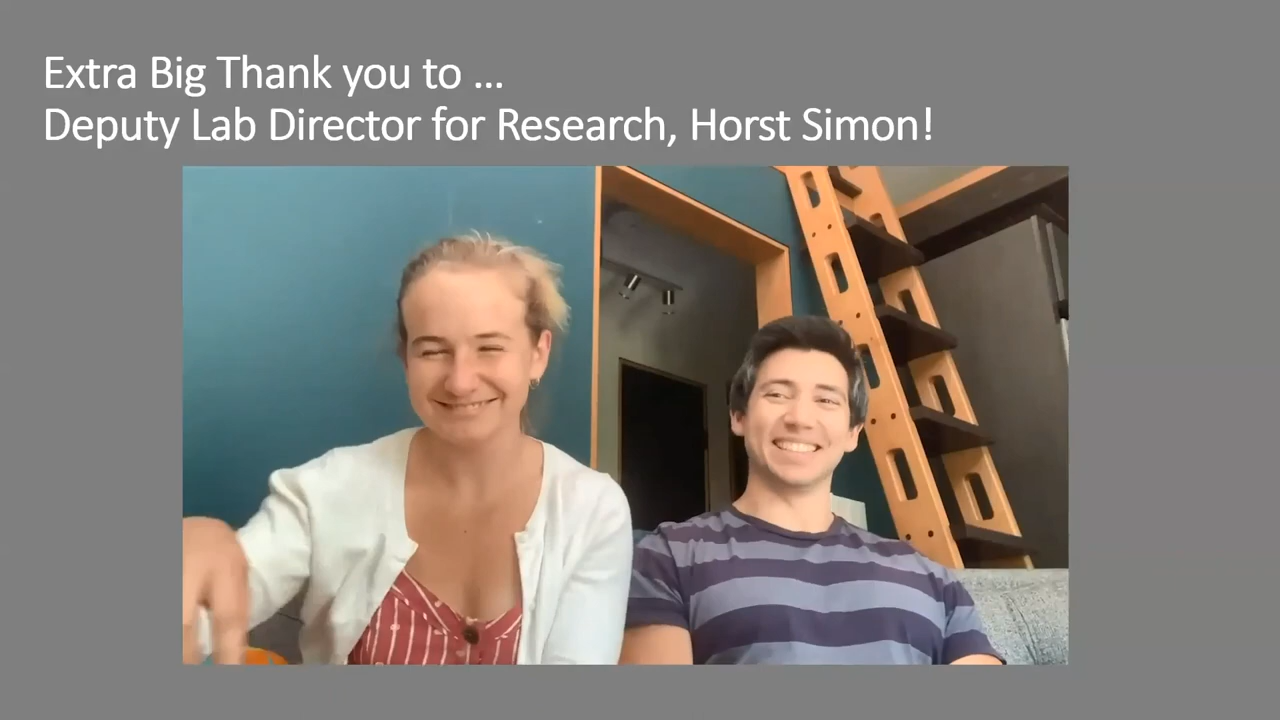 Extra Big Thank you to ...
Deputy Lab Director for Research, Horst Simon!